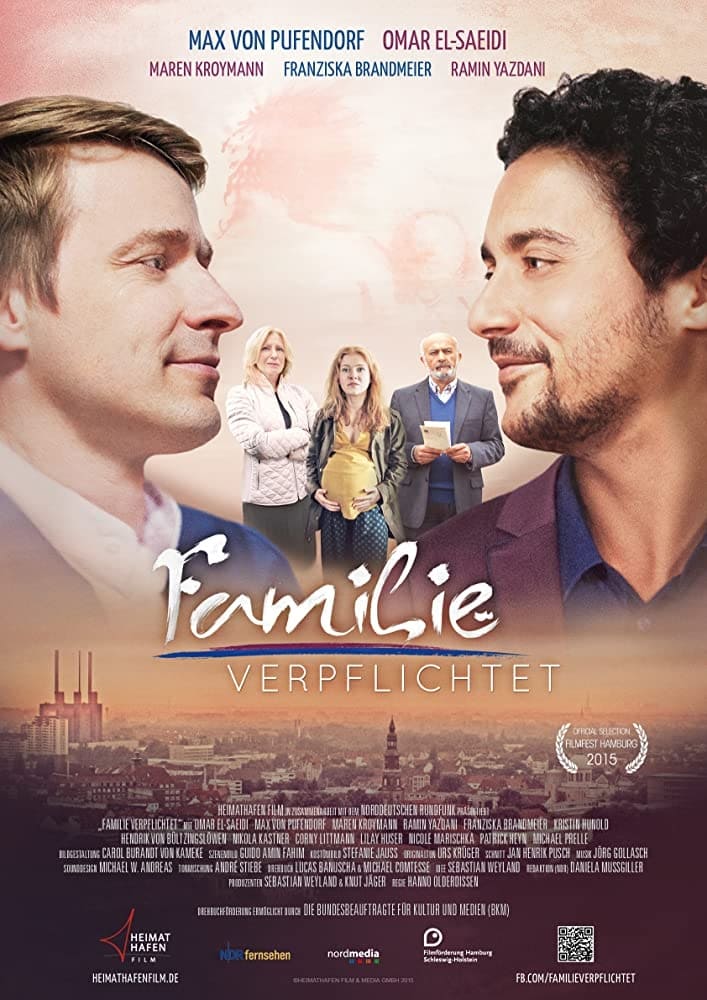 MAX VON PUFENDORF OMAR EL-SAEIDI
MAREN KROYMANN FRANZISKA BRANDMEIER RAMIN YAZDANI
Familie
VERPFLICHTET
OFFICIAL SELECTION
FILMFEST HAMBURG
2015
HEIMATHAFEN FILM IN ZUSAMMENARBEIT MIT DEM NORDDEUTSCHEN RUNDFUNK PRÄSENTIERT
„FAMILIE VERPFLICHTET“ MIT OMAR EL-SAEIDI MAX VON PUFENDORF MAREN KROYMANN RAMIN YAZDANI FRANZISKA BRANDMEIER KRISTIN HUNOLD
HENDRIK VON BÜLTZINGSLÖWEN NIKOLA KASTNER CORNY LITTMANN LILAY HUSER NICOLE MARISCHKA PATRICK HEYN MICHAEL PRELLE
BILDGESTALTUNG CAROL BURANDT VON KAMEKE SZENENBILD GUIDO AMIN FAHIM KOSTÜMBILD STEFANIE JAUSS ORIGINALTON URS KRÜGER SCHNITT JAN HENRIK PUSCH MUSIK JÖRG GOLLASCH
SOUNDDESIGN MICHAEL W. ANDREAS TONMISCHUNG ANDRÉ STIEBE DREHBUCH LUCAS BANUSCHA & MICHAEL COMTESSE IDEE SEBASTIAN WEYLAND REDAKTION (NDR) DANIELA MUSSGILLER
PRODUZENTEN SEBASTIAN WEYLAND & KNUT JÄGER REGIE HANNO OLDERDISSEN
DREHBUCHFÖRDERUNG ERMÖGLICHT DURCH DIE BUNDESBEAUFTRAGTE FÜR KULTUR UND MEDIEN (BKM)
HEIMAT
HAFEN
FILM
HEIMATHAFENFILM.DE
NDR fernsehen
nordmedia
Filmförderung Hamburg
Schleswig-Holstein
FB.COM/FAMILIEVERPFLICHTET
©HEIMATHAFEN FILM & MEDIA GMBH 2015